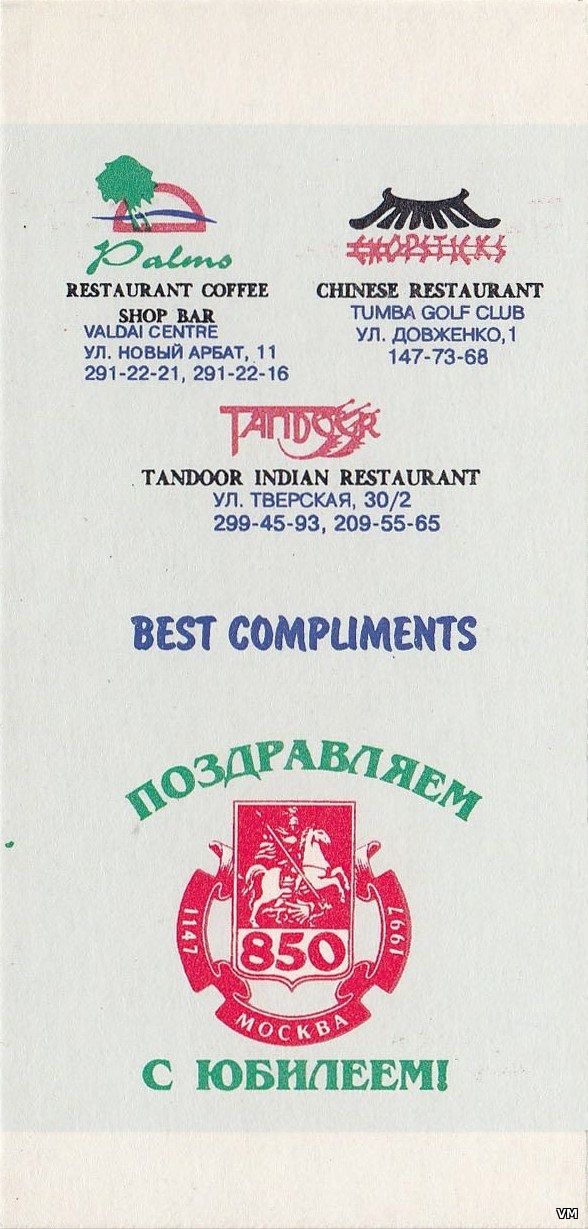 Palms
RESTAURANT COFFEE
SHOP BAR
VALDAI CENTRE
УЛ. НОВЫЙ АРБАТ, 11
291-22-21, 291-22-16
CHOPSTICKS
CHINESE RESTAURANT
TUMBA GOLF CLUB
УЛ. ДОВЖЕНКО,1
147-73-68
TANDOOR
TANDOOR INDIAN RESTAURANT
УЛ. ТВЕРСКАЯ, 30/2
299-45-93, 209-55-65
BEST COMPLIMENTS
ПОЗДРАВЛЯЕМ
850
1147
1997
МОСКВА
С ЮБИЛЕЕМ!
VM